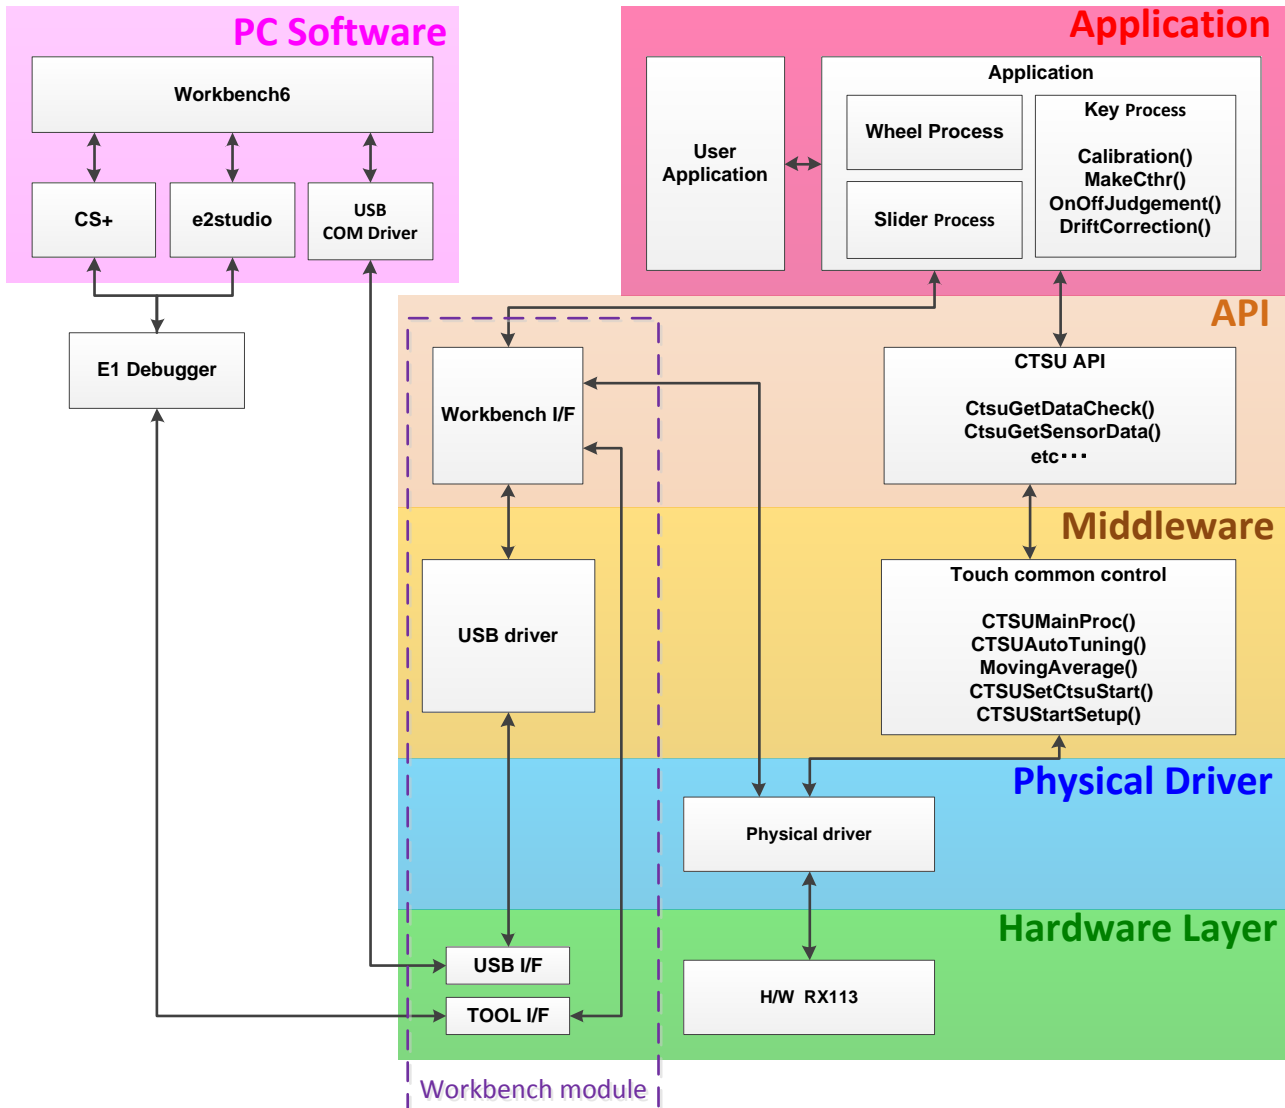 PC Software
Workbench6
CS+
e2studio
USB
COM Driver
E1 Debugger
Application
User
Application
Application
Wheel Process
Slider Process
Key Process
Calibration()
MakeCthr()
OnOffJudgement()
DriftCorrection()
API
Workbench I/F
CTSU API
CtsuGetDataCheck()
CtsuGetSensorData()
etc･･･
Middleware
USB driver
Touch common control
CTSUMainProc()
CTSUAutoTuning()
MovingAverage()
CTSUSetCtsuStart()
CTSUStartSetup()
Physical Driver
Physical driver
Hardware Layer
USB I/F
TOOL I/F
H/W RX113
Workbench module